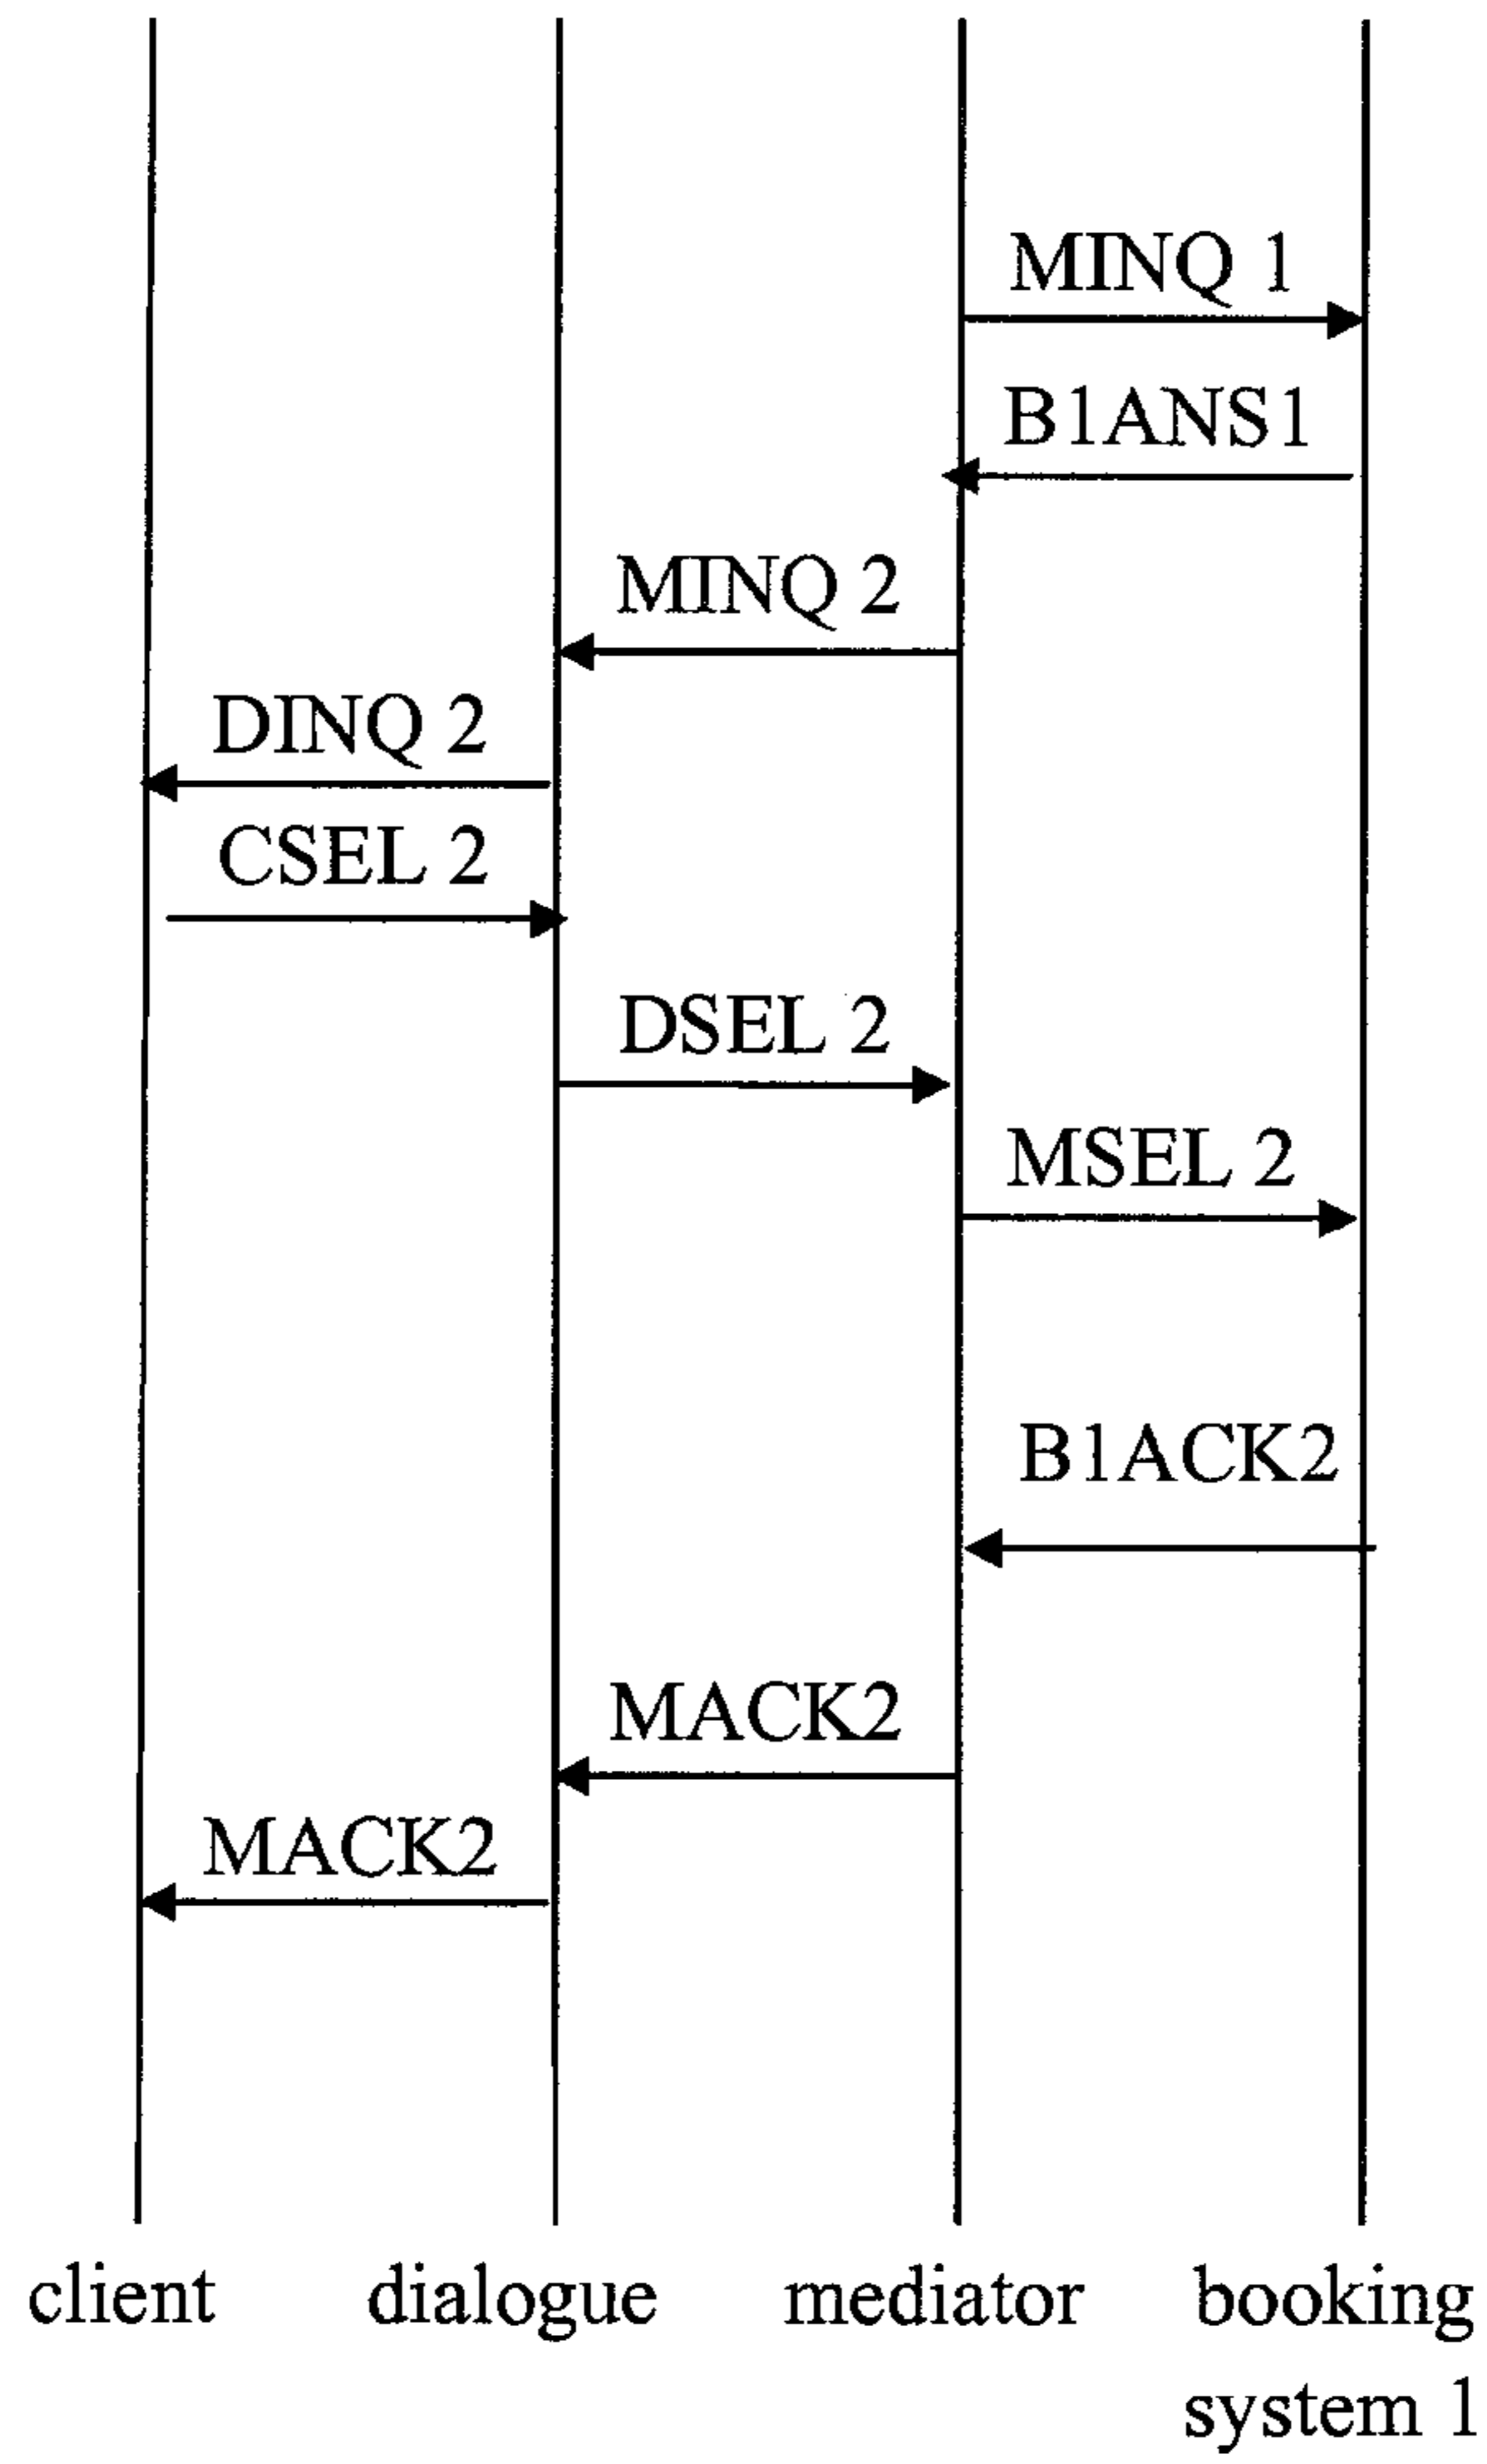 MINQ 1
B1ANS1
MINQ 2
DINQ 2
CSEL 2
DSEL 2
MSEL 2
B1ACK2
MACK2
MACK2
client dialogue mediator booking
system 1